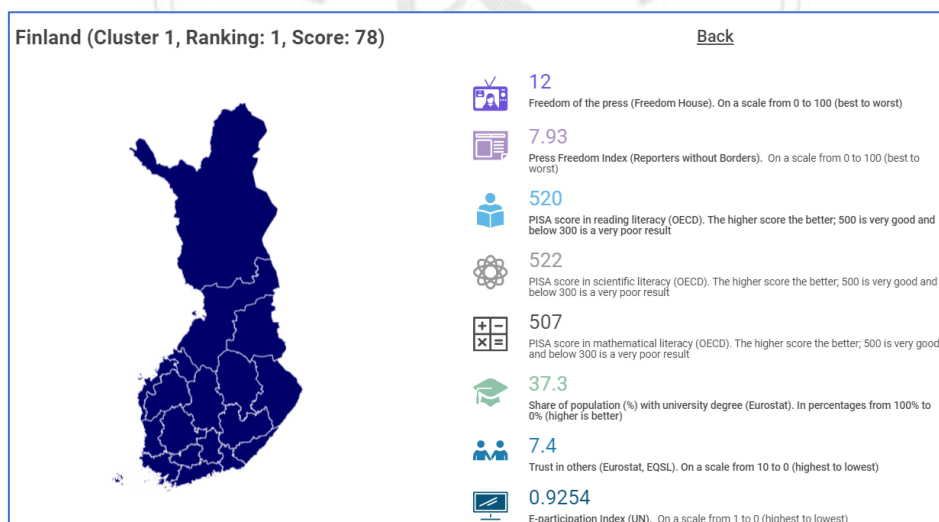 Finland (Cluster 1, Ranking: 1, Score: 78)
Back
12
Freedom of the press (Freedom House). On a scale from 0 to 100 (best to worst)
7.93
Press Freedom Index (Reporters without Borders). On a scale from 0 to 100 (best to
worst)
520
PISA score in reading literacy (OECD). The higher score the better; 500 is very good and
below 300 is a very poor result
522
PISA score in scientific literacy (OECD). The higher score the better; 500 is very good and
below 300 is a very poor result
507
PISA score in mathematical literacy (OECD). The higher score the better; 500 is very good
and below 300 is a very poor result
37.3
Share of population (%) with university degree (Eurostat). In percentages from 100% to
0% (higher is better)
7.4
Trust in others (Eurostat, EQSL). On a scale from 10 to 0 (highest to lowest)
0.9254
E-participation Index (UN). On a scale from 1 to 0 (highest to lowest)